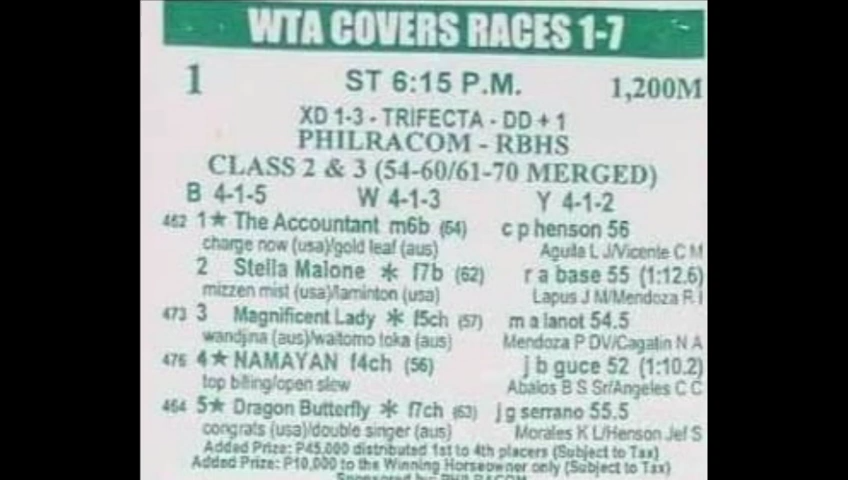 WTA COVERS RACES 1-7
1 ST 6:15 P.M. 1,200M
XD 1-3 - TRIFECTA - DD + 1
PHILRACOM - RBHS
CLASS 2 & 3 (54-60/61-70 MERGED)
B 4-1-5 W 4-1-3 Y 4-1-2
462 1★ The Accountant m6b (64) c p henson 56
charge now (usa)/gold leaf (aus) Aguila L J/Vicente C M
2 Stella Malone * f7b (62) r a base 55 (1:12.6)
mizzen mist (usa)/laminton (usa) Lapus J M/Mendoza R I
473 3 Magnificent Lady * f5ch (57) m a lanot 54.5
wandjina (aus)/waitomo toka (aus) Mendoza P DV/Cagatin N A
476 4★ NAMAYAN f4ch (56) j b guce 52 (1:10.2)
top billing/open slew Abalos B S Sr/Angeles C C
464 5★ Dragon Butterfly * f7ch (63) j g serrano 55.5
congrats (usa)/double singer (aus) Morales K L/Henson Jef S
Added Prize: P45,000 distributed 1st to 4th placers (Subject to Tax)
Added Prize: P10,000 to the Winning Horseowner only (Subject to Tax)
Sponsored by: PHILRACOM